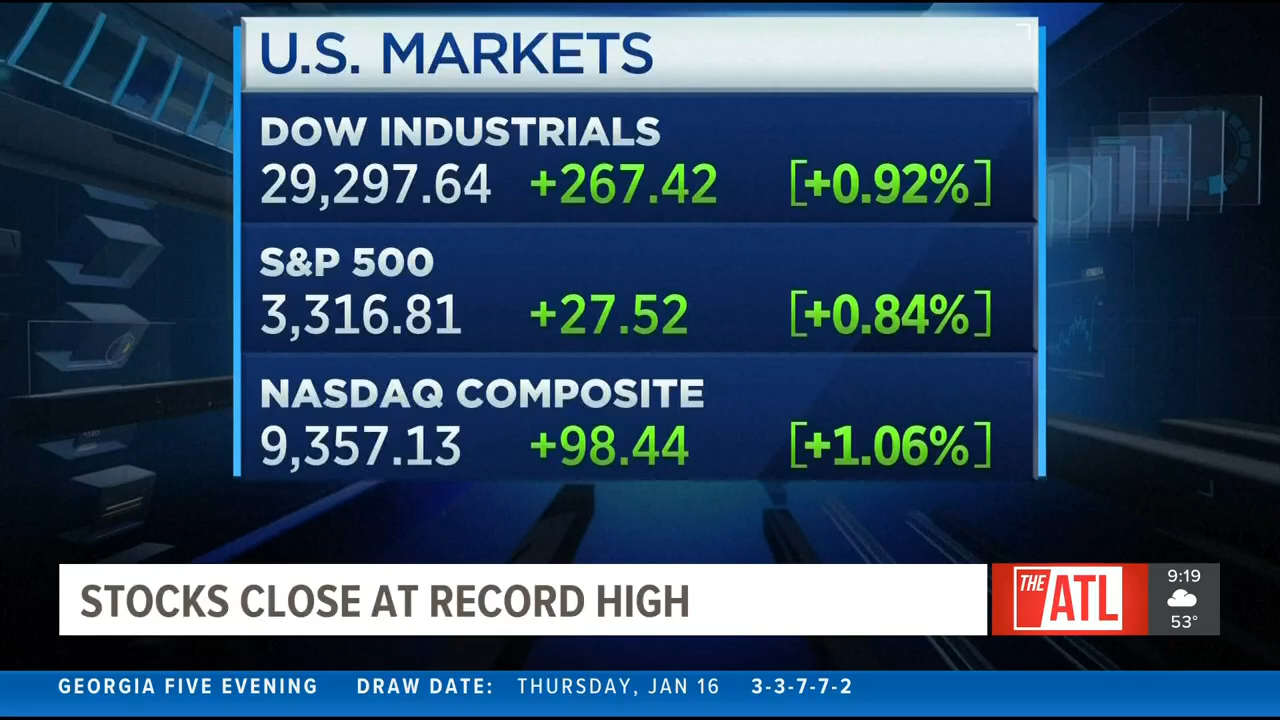 U.S. MARKETS
DOW INDUSTRIALS
29,297.64 +267.42 [+0.92%]
S&P 500
3,316.81 +27.52 [+0.84%]
NASDAQ COMPOSITE
9,357.13 +98.44 [+1.06%]
STOCKS CLOSE AT RECORD HIGH
THE ATL
9:19
53°
GEORGIA FIVE EVENING DRAW DATE: THURSDAY, JAN 16 3-3-7-7-2